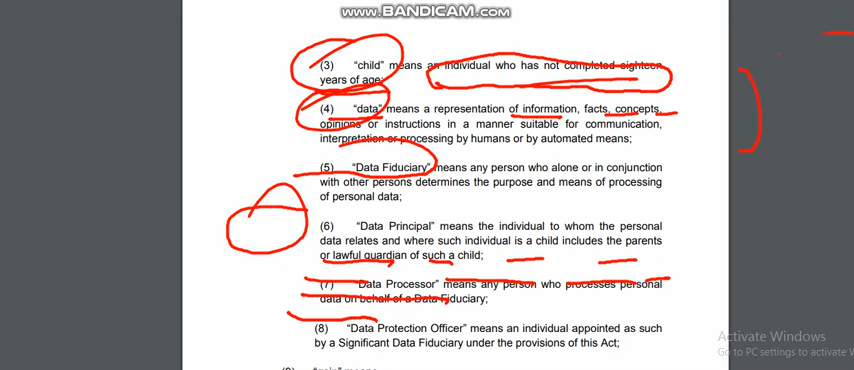 www.BANDICAM.com
(3) "child" means an individual who has not completed eighteen
years of age;
(4) "data" means a representation of information, facts, concepts,
opinions or instructions in a manner suitable for communication,
interpretation or processing by humans or by automated means;
(5) "Data Fiduciary" means any person who alone or in conjunction
with other persons determines the purpose and means of processing
of personal data;
(6) "Data Principal" means the individual to whom the personal
data relates and where such individual is a child includes the parents
or lawful guardian of such a child;
(7) "Data Processor" means any person who processes personal
data on behalf of a Data Fiduciary;
(8) "Data Protection Officer" means an individual appointed as such
by a Significant Data Fiduciary under the provisions of this Act;
Activate Windows
Go to PC settings to activate W